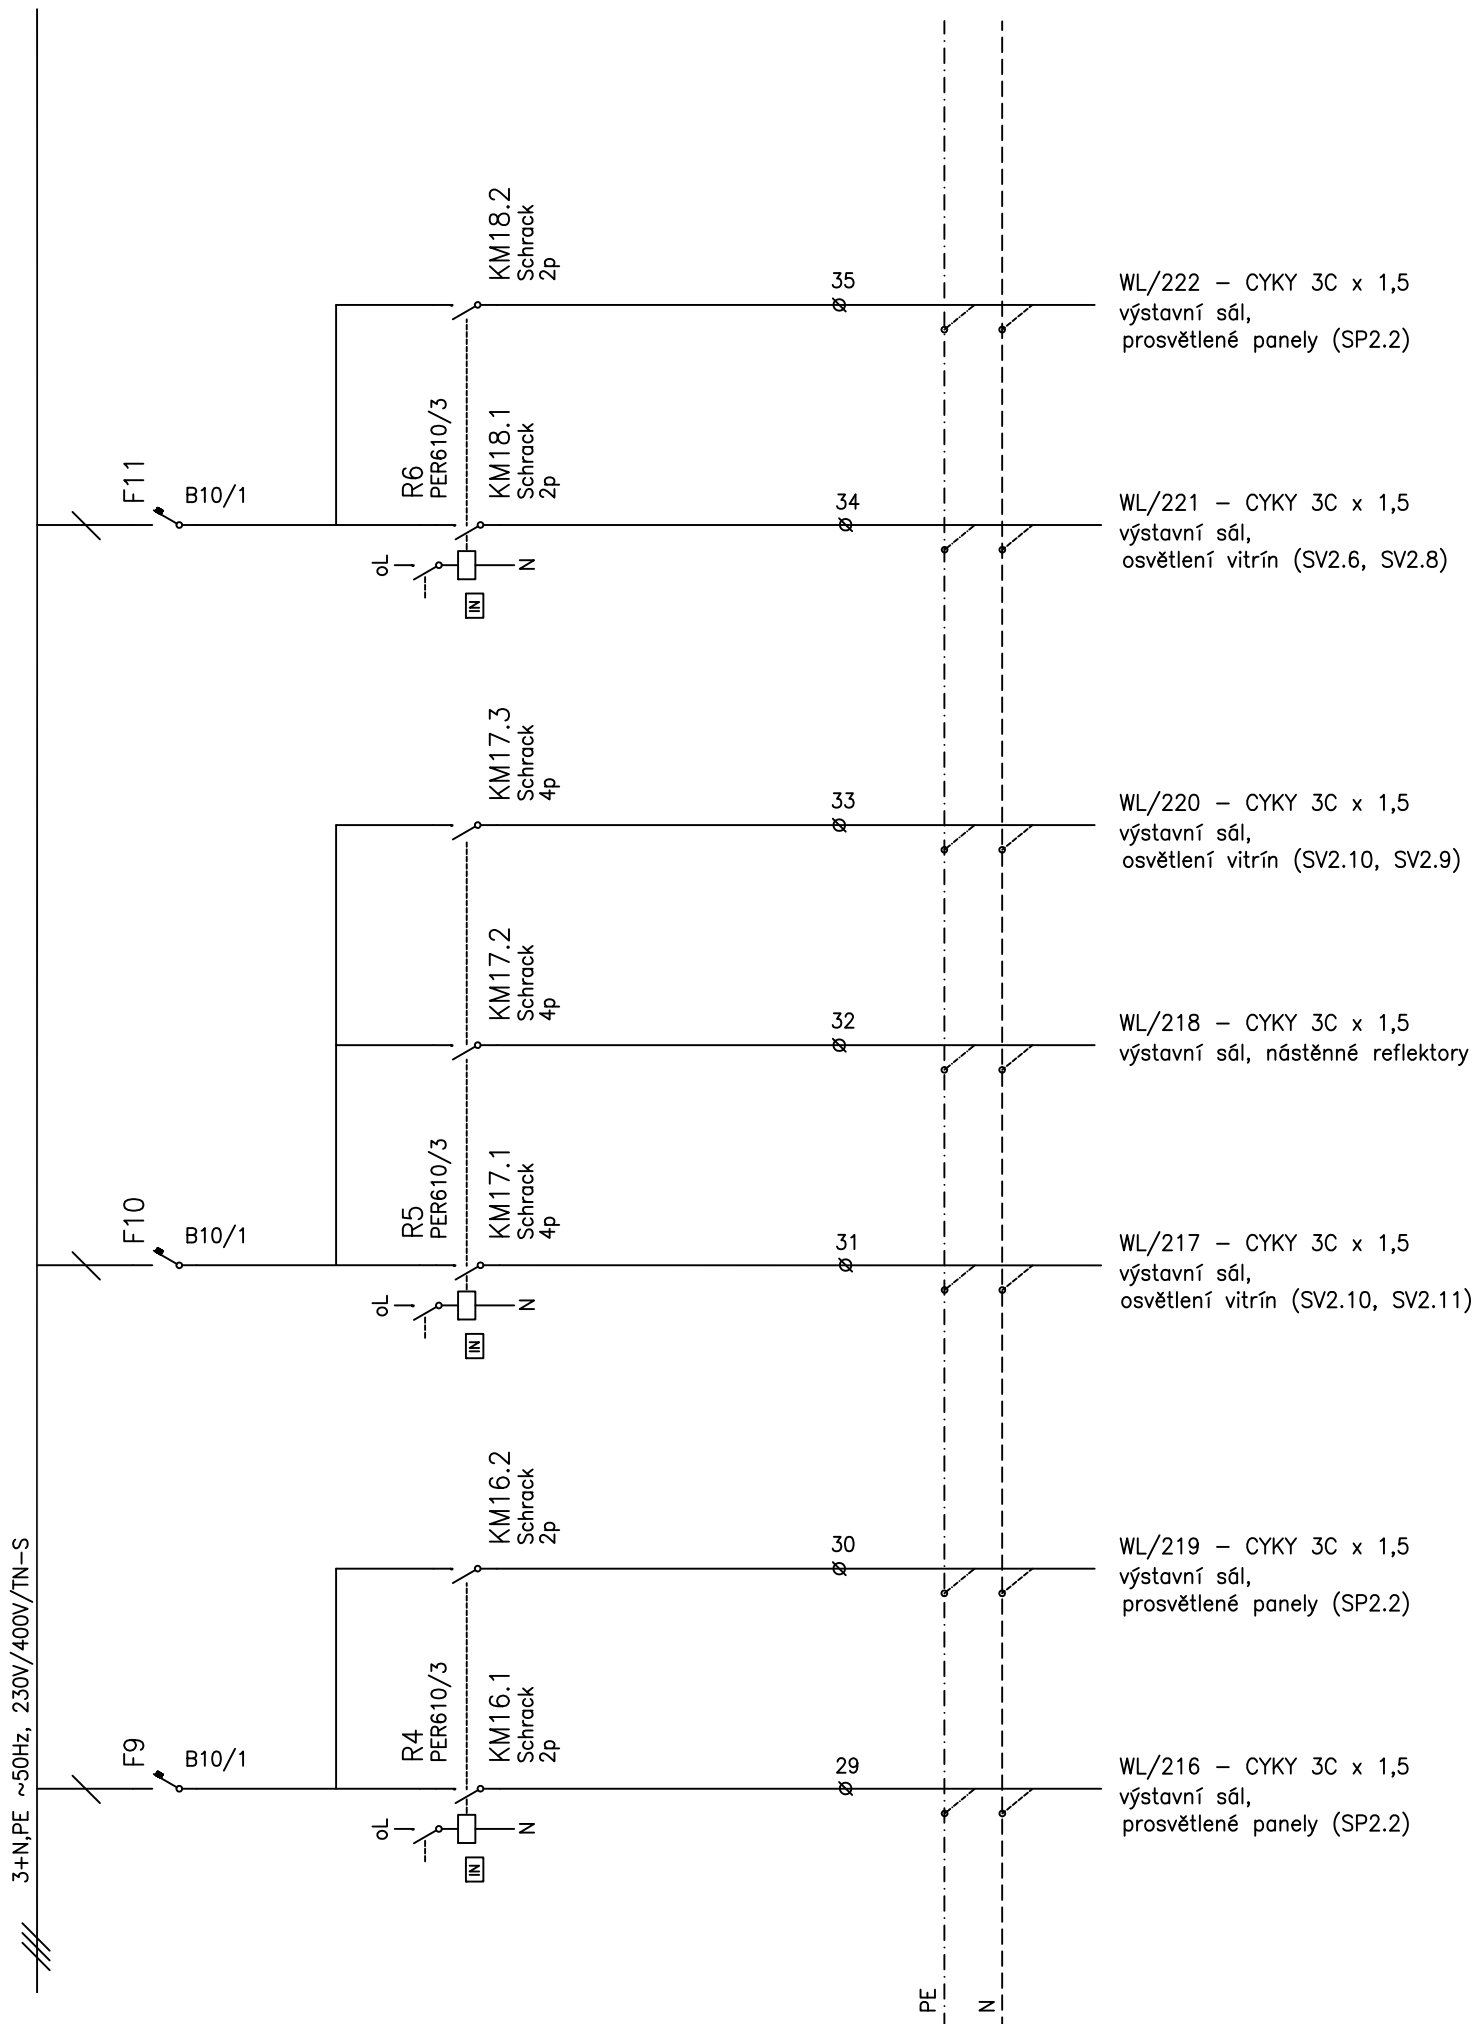 KM18.2
Schrack
2p
35
WL/222 – CYKY 3C x 1,5
výstavní sál,
prosvětlené panely (SP2.2)
F11
B10/1
R6
PER610/3
KM18.1
Schrack
2p
34
WL/221 – CYKY 3C x 1,5
výstavní sál,
osvětlení vitrín (SV2.6, SV2.8)
oL
N
IN
KM17.3
Schrack
4p
33
WL/220 – CYKY 3C x 1,5
výstavní sál,
osvětlení vitrín (SV2.10, SV2.9)
KM17.2
Schrack
4p
32
WL/218 – CYKY 3C x 1,5
výstavní sál, nástěnné reflektory
F10
B10/1
R5
PER610/3
KM17.1
Schrack
4p
31
WL/217 – CYKY 3C x 1,5
výstavní sál,
osvětlení vitrín (SV2.10, SV2.11)
oL
N
IN
KM16.2
Schrack
2p
30
WL/219 – CYKY 3C x 1,5
výstavní sál,
prosvětlené panely (SP2.2)
3+N,PE ~50Hz, 230V/400V/TN-S
F9
B10/1
R4
PER610/3
KM16.1
Schrack
2p
29
WL/216 – CYKY 3C x 1,5
výstavní sál,
prosvětlené panely (SP2.2)
oL
N
IN
PE
N